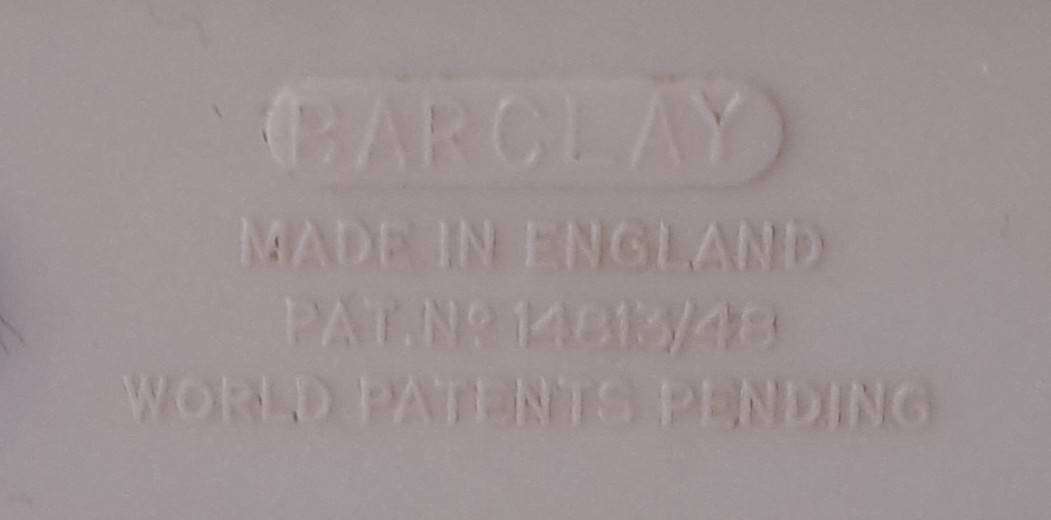 BARCLAY
MADE IN ENGLAND
PAT. Nº
WORLD PATENTS PENDING